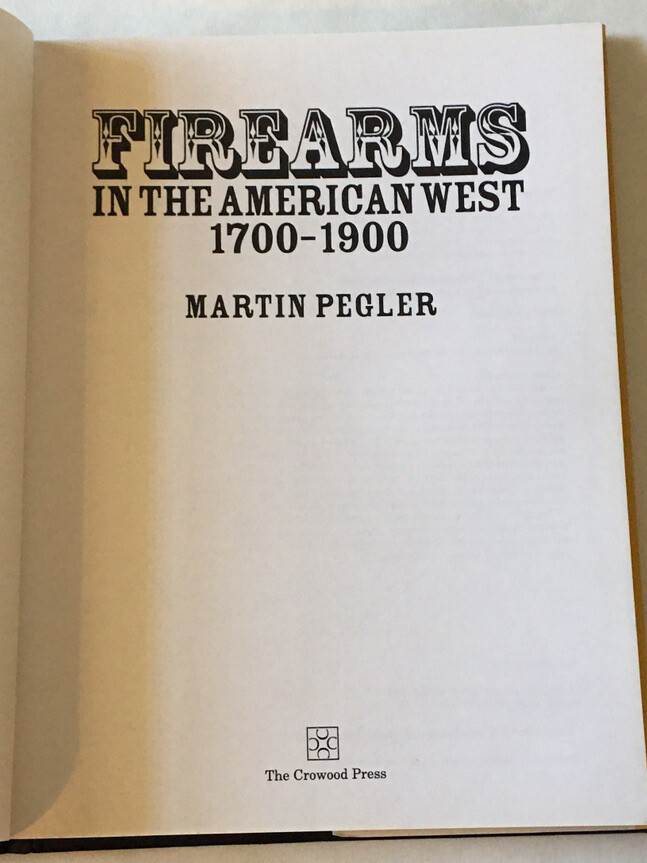 FIREARMS
IN THE AMERICAN WEST
1700–1900
MARTIN PEGLER
The Crowood Press